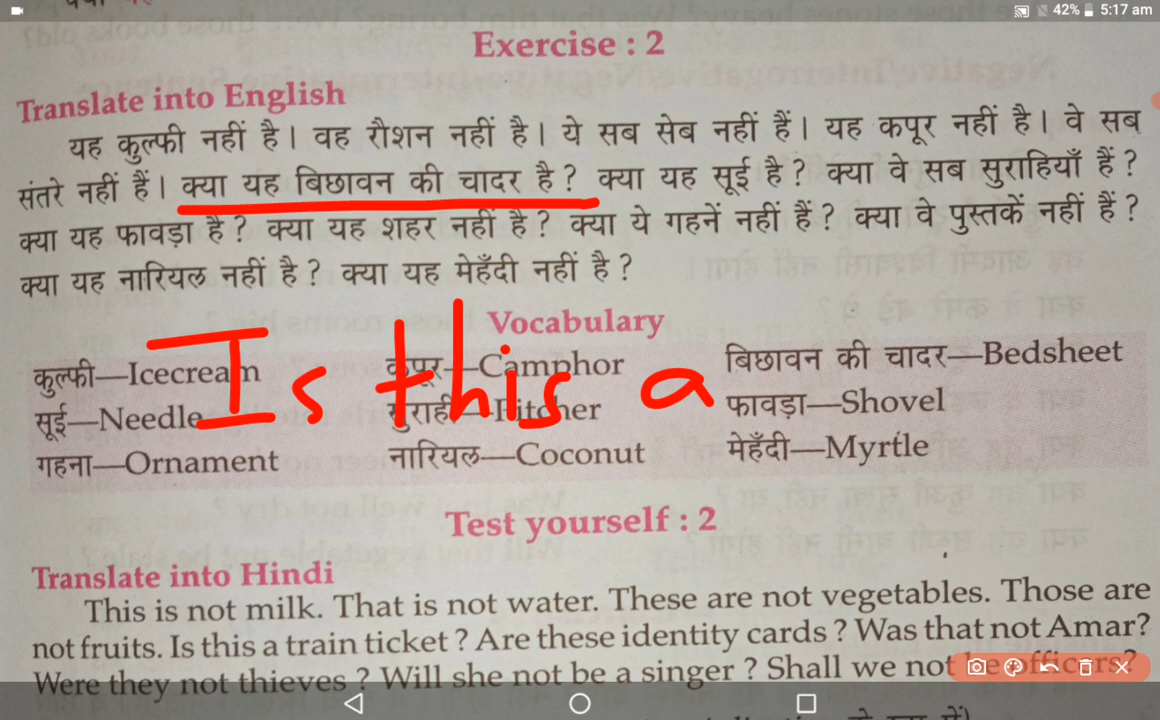 42% 5:17 am
Exercise : 2
Translate into English
यह कुल्फी नहीं है। वह रौशन नहीं है। ये सब सेब नहीं हैं। यह कपूर नहीं है। वे सब
संतरे नहीं हैं। क्या यह बिछावन की चादर है? क्या यह सूई है? क्या वे सब सुराहियाँ हैं?
क्या यह फावड़ा है? क्या यह शहर नहीं है? क्या ये गहनें नहीं हैं? क्या वे पुस्तकें नहीं हैं?
क्या यह नारियल नहीं है? क्या यह मेहँदी नहीं है?
Vocabulary
कुल्फी—Icecream कपूर—Camphor बिछावन की चादर—Bedsheet
Is this a
सूई—Needle सुराही—Pitcher फावड़ा—Shovel
गहना—Ornament नारियल—Coconut मेहँदी—Myrtle
Test yourself : 2
Translate into Hindi
This is not milk. That is not water. These are not vegetables. Those are
not fruits. Is this a train ticket ? Are these identity cards ? Was that not Amar?
Were they not thieves ? Will she not be a singer ? Shall we not be officers?